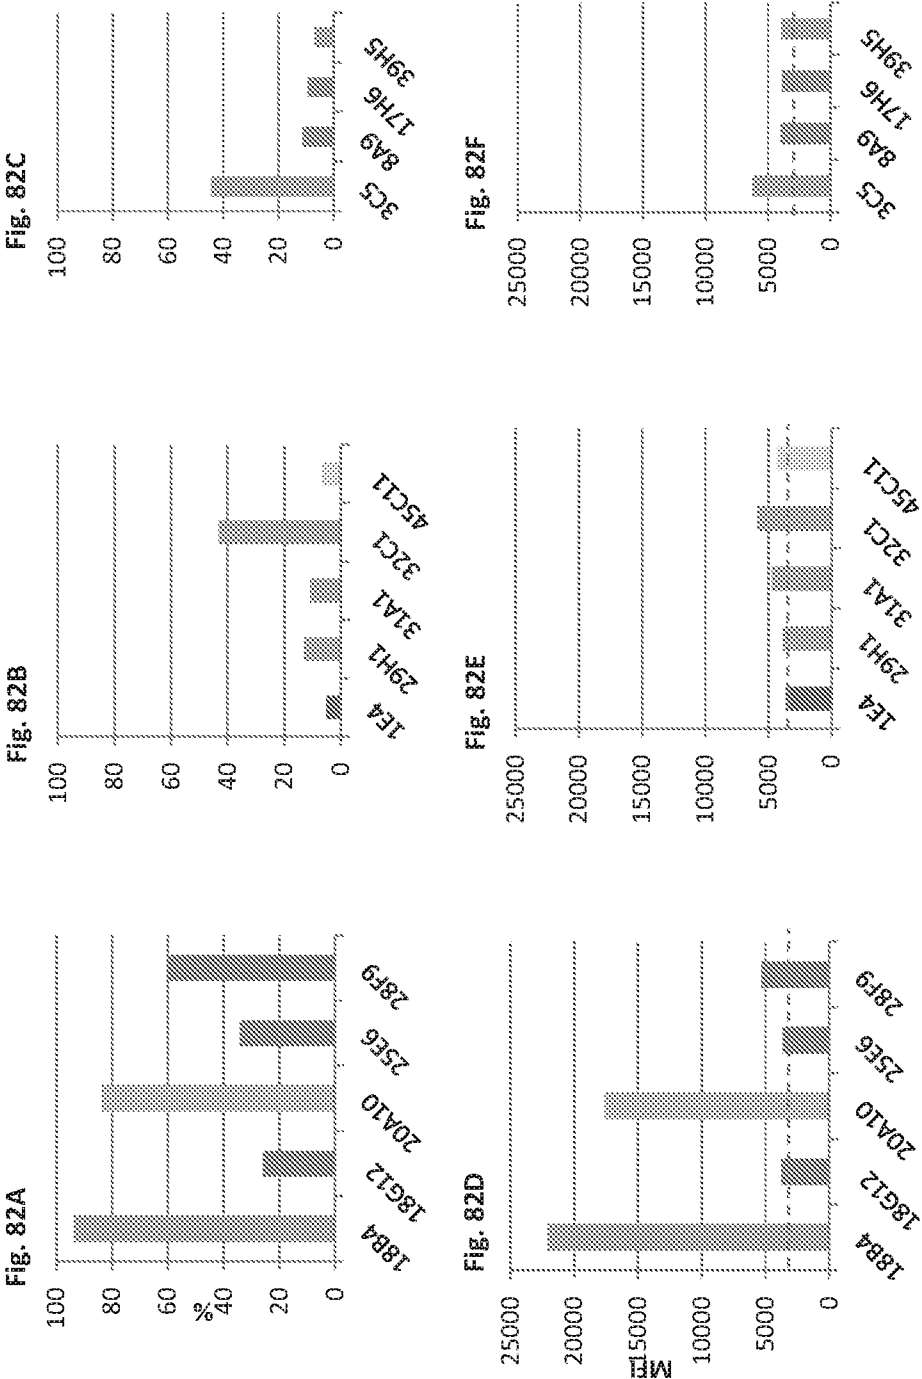 Fig. 82A
100
80
60
40
20
0
%
18B4
18G12
20A10
25E6
28F9
Fig. 82B
100
80
60
40
20
0
1E4
29H1
31A1
32C1
45C11
Fig. 82C
100
80
60
40
20
0
3C5
8A9
17H6
39H5
Fig. 82D
25000
20000
15000
10000
5000
0
MFI
18B4
18G12
20A10
25E6
28F9
Fig. 82E
25000
20000
15000
10000
5000
0
1E4
29H1
31A1
32C1
45C11
Fig. 82F
25000
20000
15000
10000
5000
0
3C5
8A9
17H6
39H5